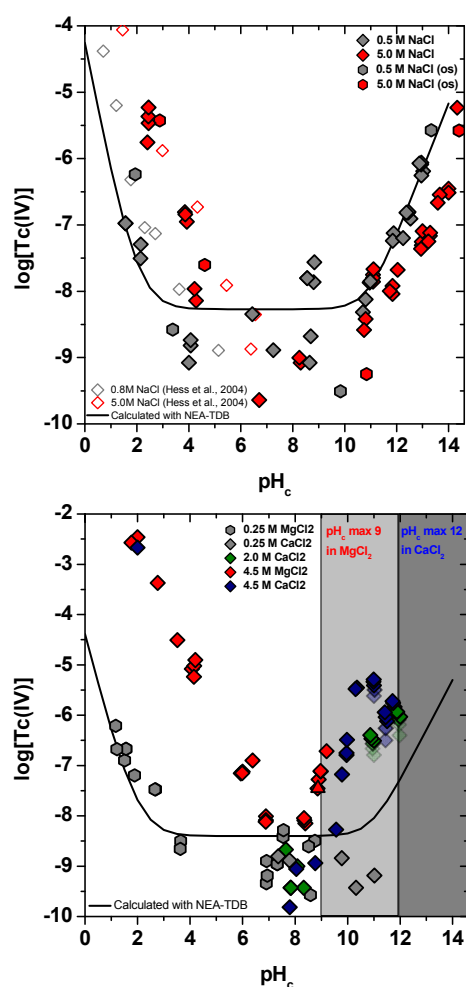 -4
-5
-6
-7
-8
-9
-10
log[Tc(IV)]
0.5 M NaCl
5.0 M NaCl
0.5 M NaCl (os)
5.0 M NaCl (os)
0.8M NaCl (Hess et al., 2004)
5.0M NaCl (Hess et al., 2004)
Calculated with NEA-TDB
0 2 4 6 8 10 12 14
pHc
-2
-3
-4
-5
-6
-7
-8
-9
-10
log[Tc(IV)]
0.25 M MgCl2
0.25 M CaCl2
2.0 M CaCl2
4.5 M MgCl2
4.5 M CaCl2
pHc max 9
in MgCl2
pHc max 12
in CaCl2
Calculated with NEA-TDB
0 2 4 6 8 10 12 14
pHc